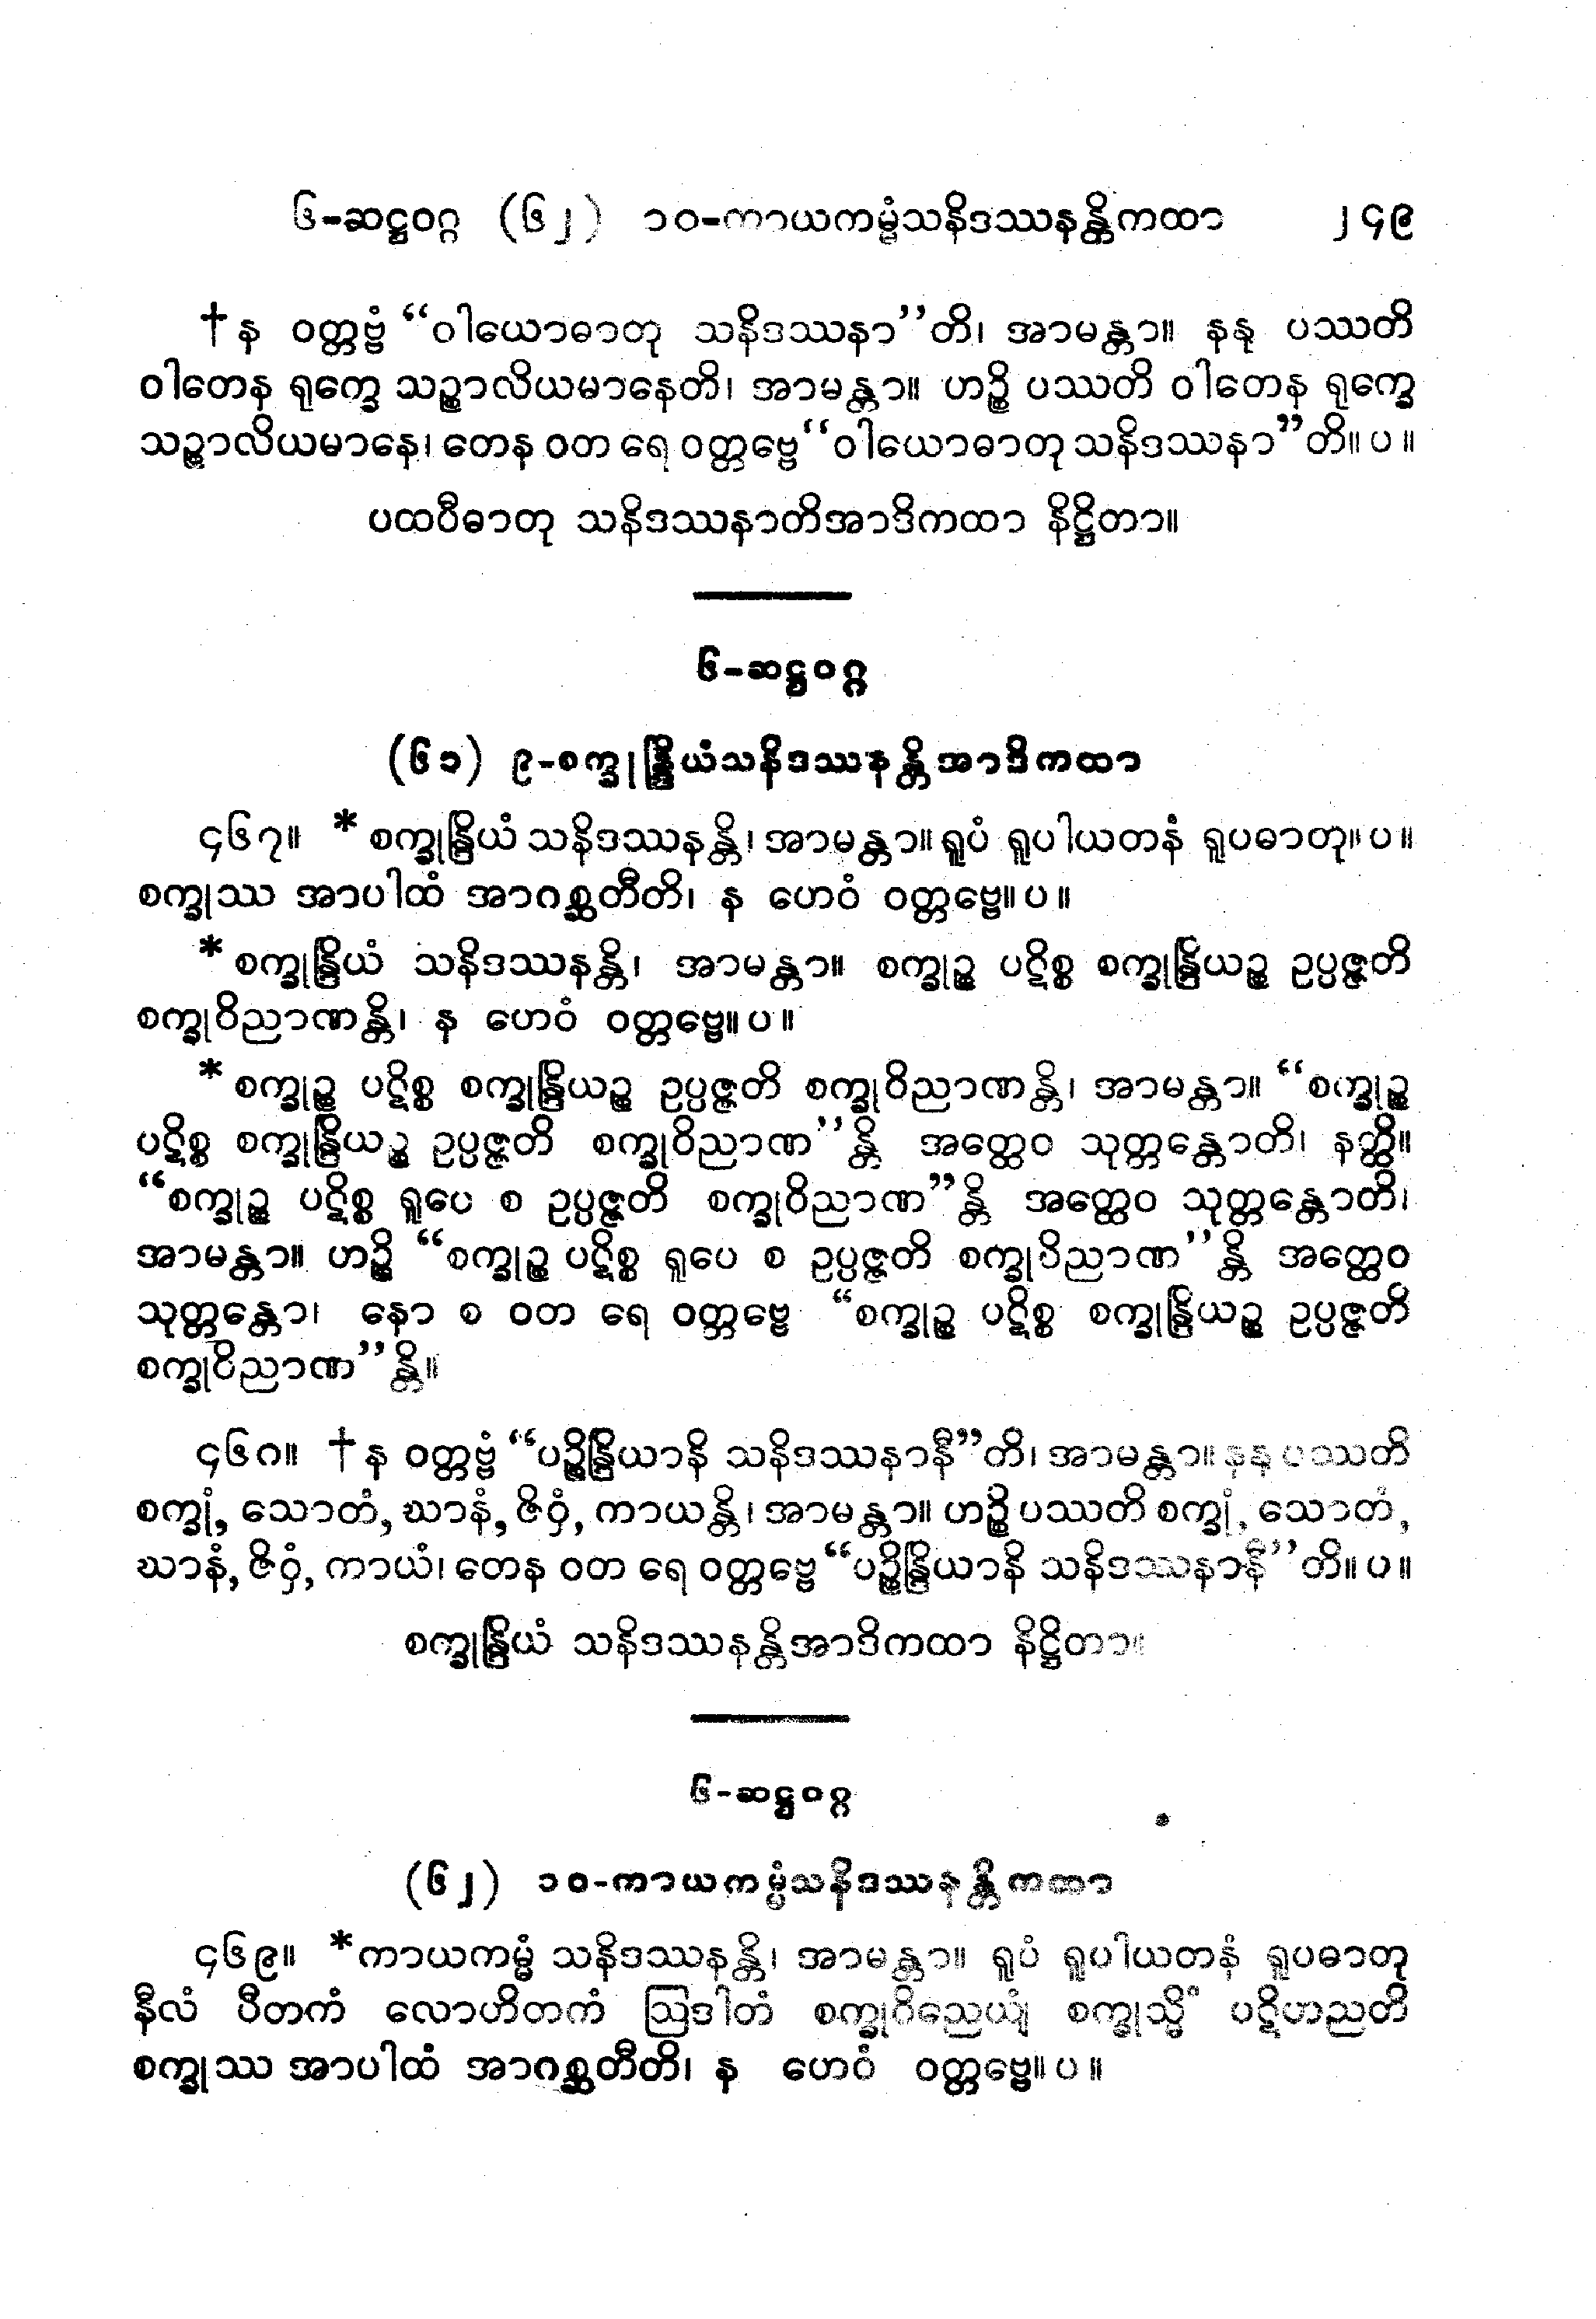 ၆-ဆဋ္ဌဝဂ္ဂ (၆၂) ၁၀-ကာယကမ္မံသနိဒဿနန္တိကထာ ၂၄၉
†န ဝတ္တဗ္ဗံ “ဝါယောဓာတု သနိဒဿနာ”တိ၊ အာမန္တာ။ နနု ပဿတိ
ဝါတေန ရုက္ခေ သဉ္စာလိယမာနေတိ၊ အာမန္တာ။ ဟဉ္စိ ပဿတိ ဝါတေန ရုက္ခေ
သဉ္စာလိယမာနေ၊ တေန ဝတ ရေ ဝတ္တဗ္ဗေ“ဝါယောဓာတု သနိဒဿနာ”တိ။ ပ ။
ပထဝီဓာတု သနိဒဿနာတိအာဒိကထာ နိဋ္ဌိတာ။
၆-ဆဋ္ဌဝဂ္ဂ
(၆၁) ၉-စက္ခုန္ဒြိယံသနိဒဿနန္တိအာဒိကထာ
၄၆၇။ *စက္ခုန္ဒြိယံ သနိဒဿနန္တိ၊ အာမန္တာ။ ရူပံ ရူပါယတနံ ရူပဓာတု။ ပ ။
စက္ခုဿ အာပါထံ အာဂစ္ဆတီတိ၊ န ဟေဝံ ဝတ္တဗ္ဗေ။ ပ ။
*စက္ခုန္ဒြိယံ သနိဒဿနန္တိ၊ အာမန္တာ။ စက္ခုဉ္စ ပဋိစ္စ စက္ခုန္ဒြိယဉ္စ ဥပ္ပဇ္ဇတိ
စက္ခုဝိညာဏန္တိ၊ န ဟေဝံ ဝတ္တဗ္ဗေ။ ပ ။
*စက္ခုဉ္စ ပဋိစ္စ စက္ခုန္ဒြိယဉ္စ ဥပ္ပဇ္ဇတိ စက္ခုဝိညာဏန္တိ၊ အာမန္တာ။ “စက္ခုဉ္စ
ပဋိစ္စ စက္ခုန္ဒြိယဉ္စ ဥပ္ပဇ္ဇတိ စက္ခုဝိညာဏ”န္တိ အတ္ထေဝ သုတ္တန္တောတိ၊ နတ္ထိ။
“စက္ခုဉ္စ ပဋိစ္စ ရူပေ စ ဥပ္ပဇ္ဇတိ စက္ခုဝိညာဏ”န္တိ အတ္ထေဝ သုတ္တန္တောတိ၊
အာမန္တာ။ ဟဉ္စိ “စက္ခုဉ္စ ပဋိစ္စ ရူပေ စ ဥပ္ပဇ္ဇတိ စက္ခုဝိညာဏ”န္တိ အတ္ထေဝ
သုတ္တန္တော၊ နော စ ဝတ ရေ ဝတ္တဗ္ဗေ “စက္ခုဉ္စ ပဋိစ္စ စက္ခုန္ဒြိယဉ္စ ဥပ္ပဇ္ဇတိ
စက္ခုဝိညာဏ”န္တိ။
၄၆၈။ †န ဝတ္တဗ္ဗံ “ပဉ္စိန္ဒြိယာနိ သနိဒဿနာနီ”တိ၊ အာမန္တာ။ နနု ပဿတိ
စက္ခုံ, သောတံ, ဃာနံ, ဇိဝှံ, ကာယန္တိ၊ အာမန္တာ။ ဟဉ္စိ ပဿတိ စက္ခုံ, သောတံ,
ဃာနံ, ဇိဝှံ, ကာယံ၊ တေန ဝတ ရေ ဝတ္တဗ္ဗေ “ပဉ္စိန္ဒြိယာနိ သနိဒဿနာနီ”တိ။ ပ ။
စက္ခုန္ဒြိယံ သနိဒဿနန္တိအာဒိကထာ နိဋ္ဌိတာ။
၆-ဆဋ္ဌဝဂ္ဂ
(၆၂) ၁၀-ကာယကမ္မံသနိဒဿနန္တိကထာ
၄၆၉။ *ကာယကမ္မံ သနိဒဿနန္တိ၊ အာမန္တာ။ ရူပံ ရူပါယတနံ ရူပဓာတု
နီလံ ပီတကံ လောဟိတကံ ဩဒါတံ စက္ခုဝိညေယျံ စက္ခုသ္မိံ ပဋိဟညတိ
စက္ခုဿ အာပါထံ အာဂစ္ဆတီတိ၊ န ဟေဝံ ဝတ္တဗ္ဗေ။ ပ ။